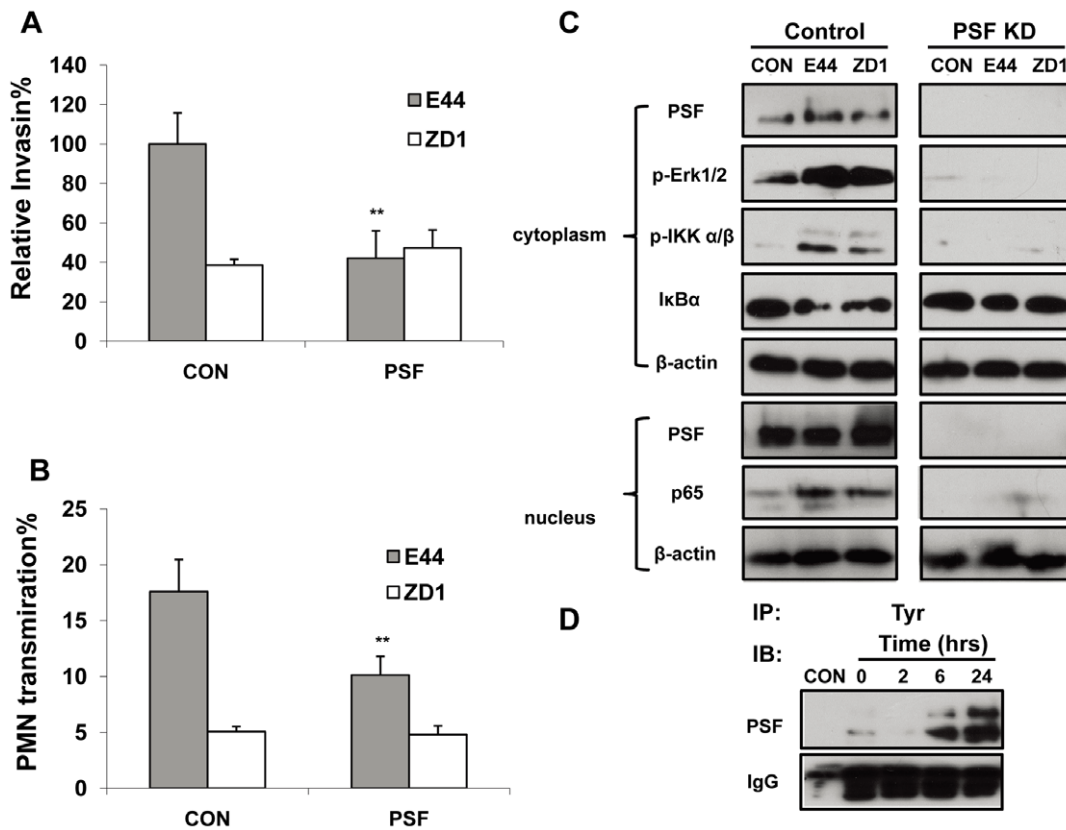 A
Relative Invasin%
140
120
100
80
60
40
20
0
E44
ZD1
**
CON PSF
B
PMN transmiration%
25
20
15
10
5
0
E44
ZD1
**
CON PSF
C
Control PSF KD
CON E44 ZD1 CON E44 ZD1
cytoplasm
PSF
p-Erk1/2
p-IKK α/β
IκBα
β-actin
nucleus
PSF
p65
β-actin
D
IP: Tyr
IB: Time (hrs)
CON 0 2 6 24
PSF
IgG